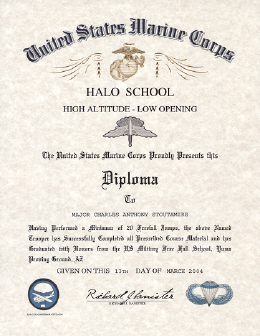 United States Marine Corps
HALO SCHOOL
HIGH ALTITUDE - LOW OPENING
The United States Marine Corps Proudly Presents this
Diploma
To
MAJOR CHARLES ANTHONY STOUTAMIRE
Having Performed a Minimum of 20 Freefall Jumps, the above Named
Trooper has Successfully Completed all Prescribed Course Material and has
Graduated with Honors from the US Military Free Fall School, Yuma
Proving Ground, AZ
GIVEN ON THIS 13TH DAY OF MARCH 2004